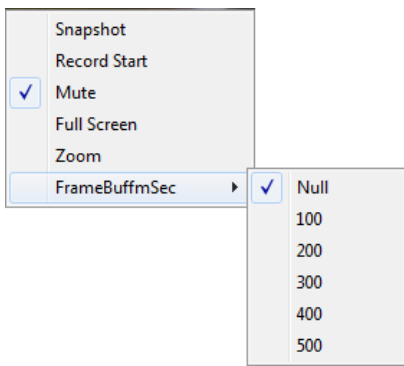 Snapshot
Record Start
Mute
Full Screen
Zoom
FrameBuffmSec
Null
100
200
300
400
500